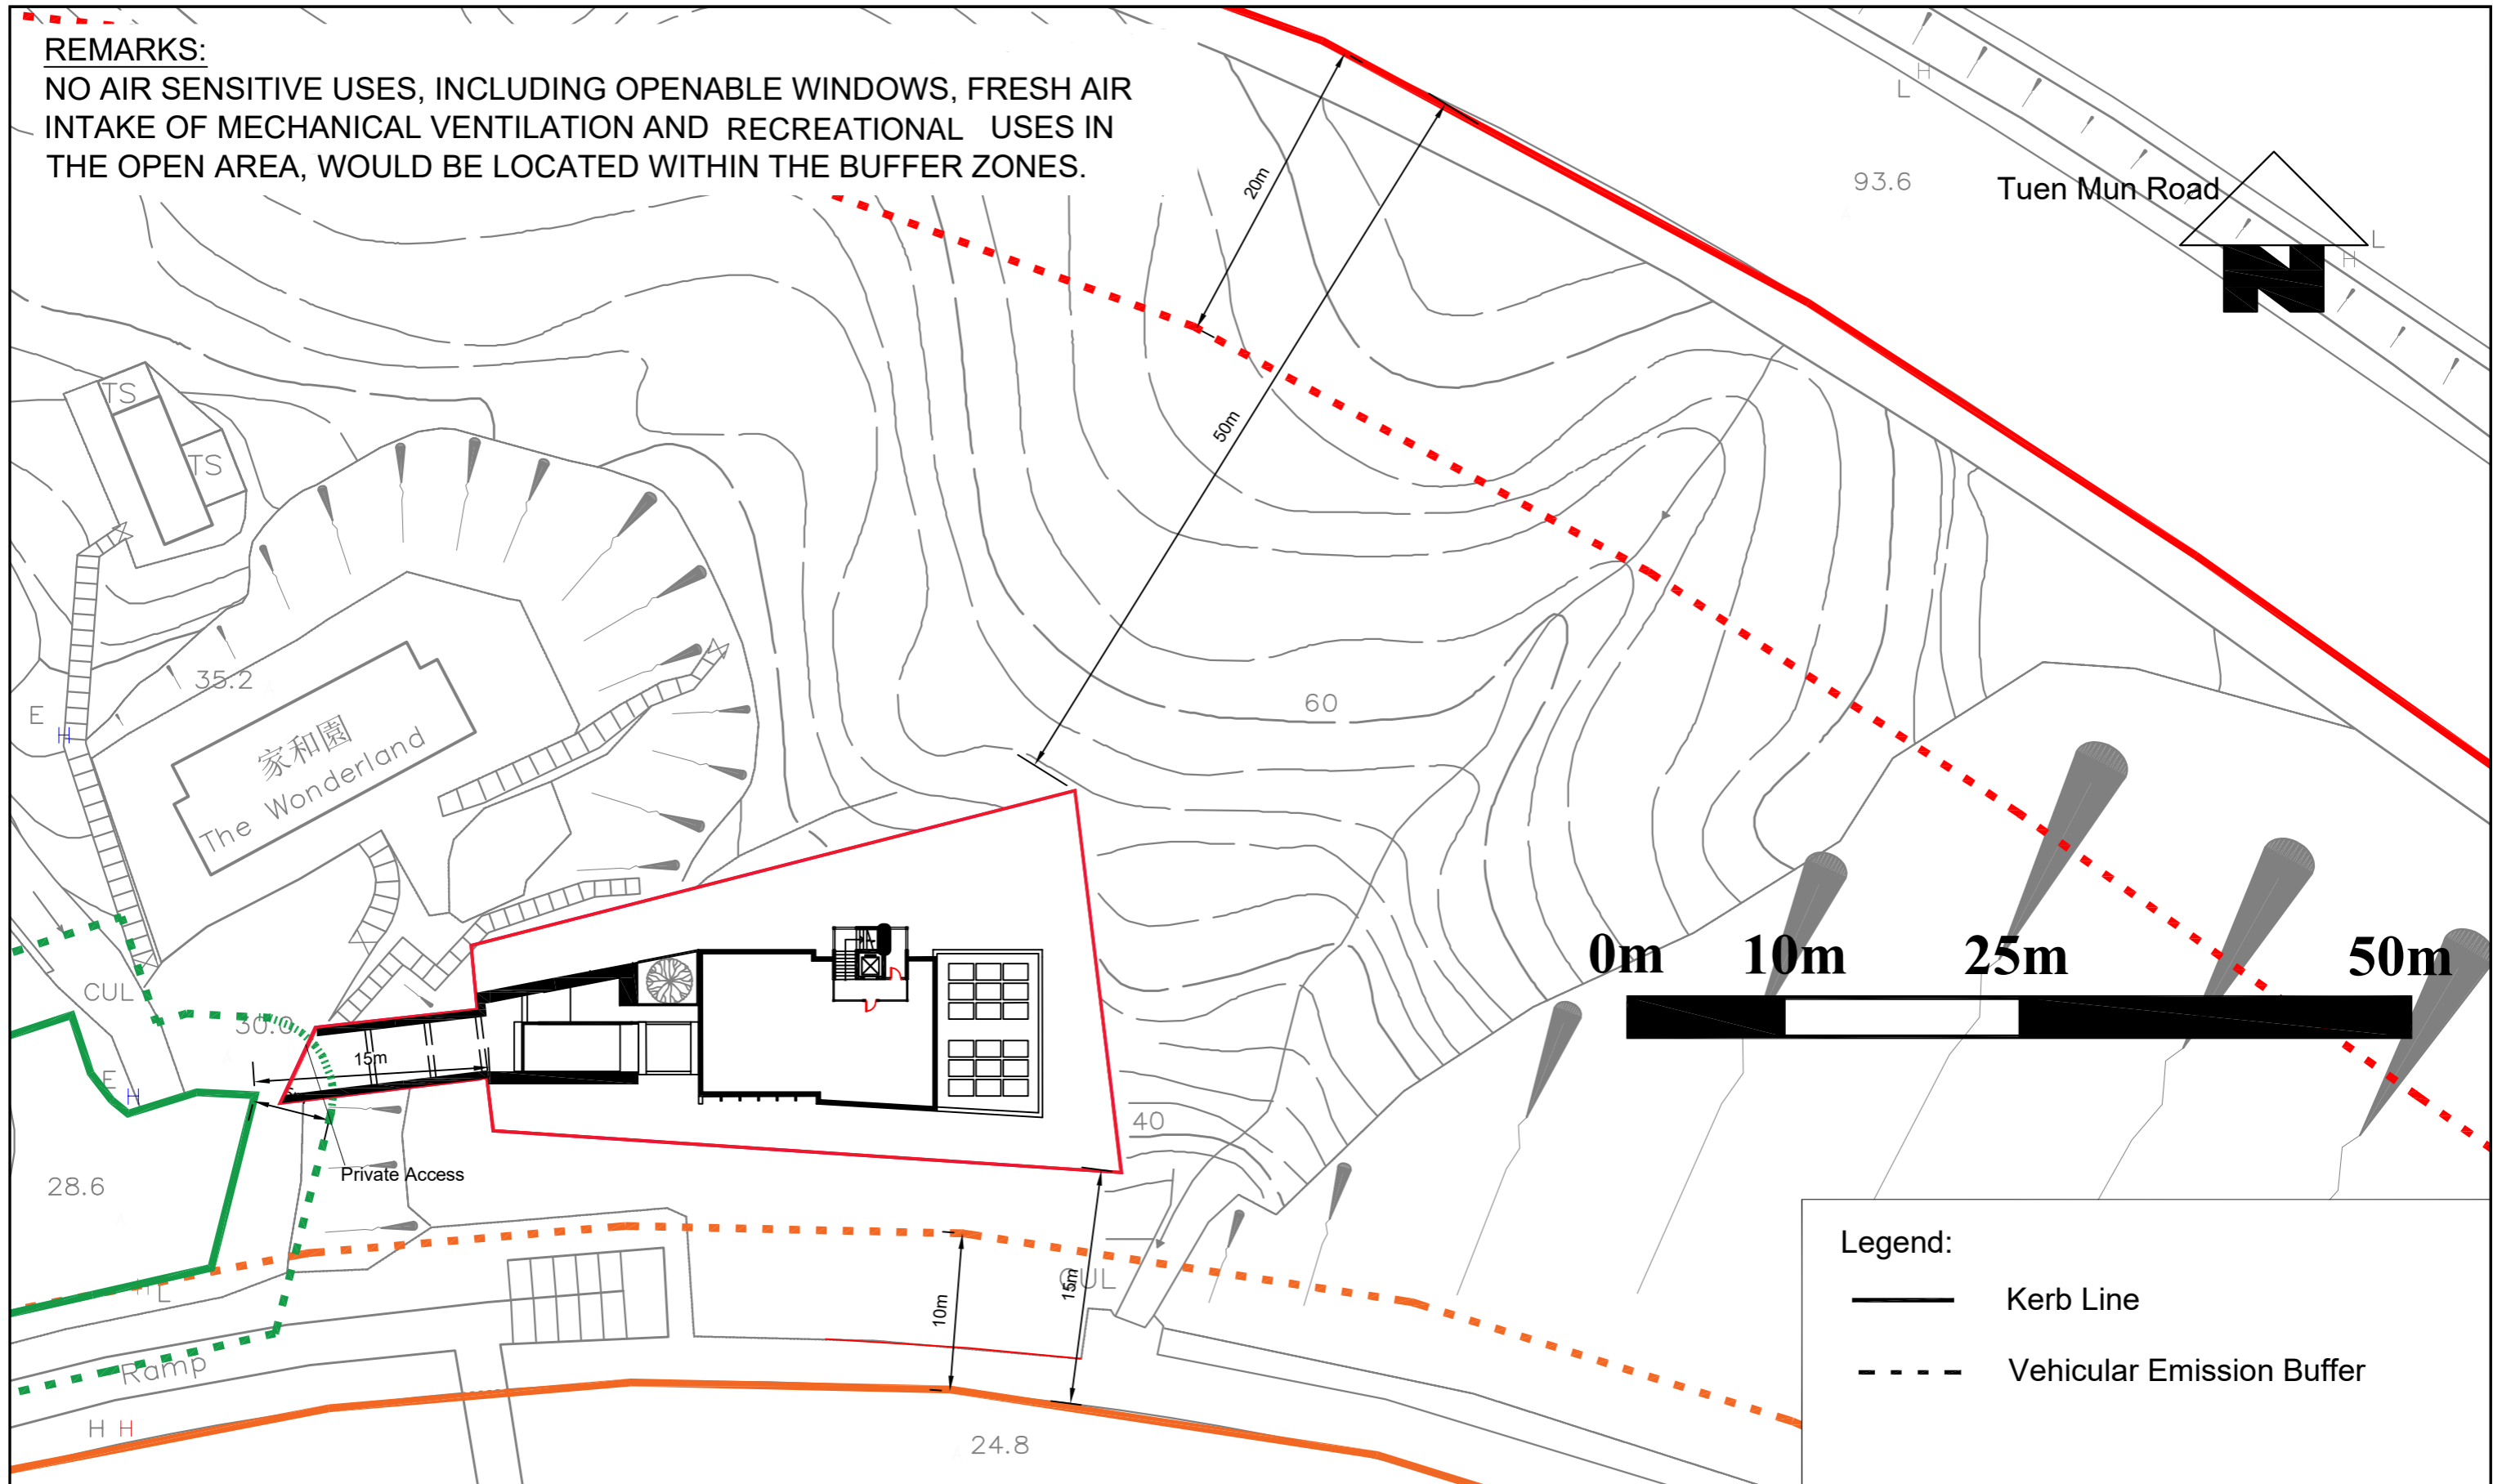 REMARKS:
NO AIR SENSITIVE USES, INCLUDING OPENABLE WINDOWS, FRESH AIR
INTAKE OF MECHANICAL VENTILATION AND RECREATIONAL USES IN
THE OPEN AREA, WOULD BE LOCATED WITHIN THE BUFFER ZONES.
H
L
93.6
Tuen Mun Road
L
H
N
20m
50m
TS
TS
35.2
E
H
家和園
The Wonderland
60
0m 10m 25m 50m
CUL
30.0
15m
E
H
40
Private Access
28.6
Legend:
Kerb Line
Vehicular Emission Buffer
CUL
15m
10m
L
Ramp
H H
24.8